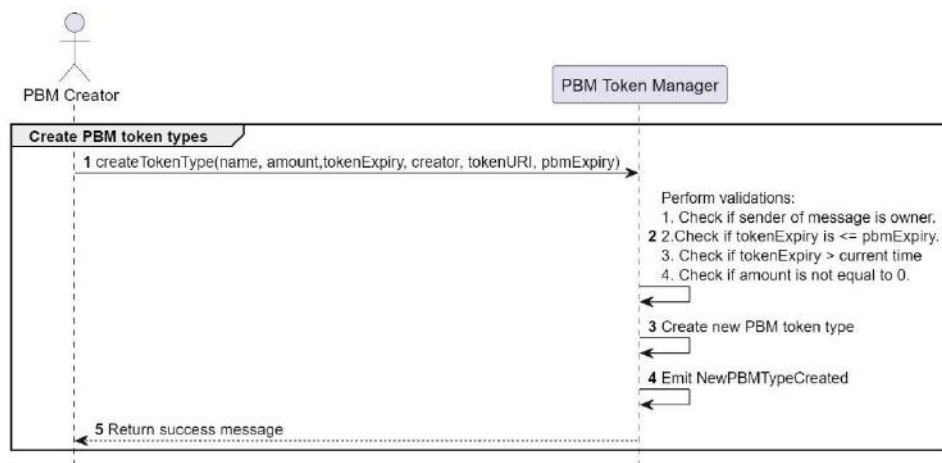 PBM Creator
PBM Token Manager
Create PBM token types
1 createTokenType(name, amount,tokenExpiry, creator, tokenURI, pbmExpiry)
Perform validations:
1. Check if sender of message is owner.
2 2.Check if tokenExpiry is <= pbmExpiry.
3. Check if tokenExpiry > current time
4. Check if amount is not equal to 0.
3 Create new PBM token type
4 Emit NewPBMTypeCreated
5 Return success message